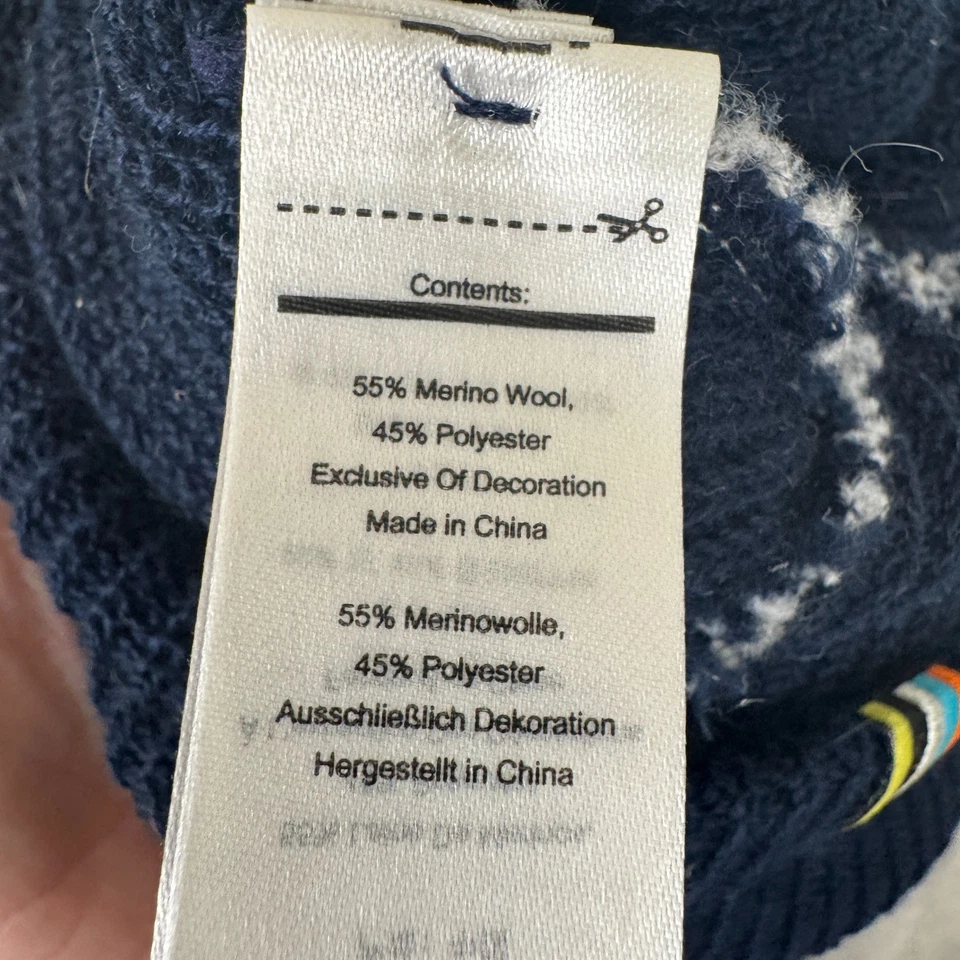 Contents:
55% Merino Wool,
45% Polyester
Exclusive Of Decoration
Made in China
55% Merinowolle,
45% Polyester
Ausschließlich Dekoration
Hergestellt in China